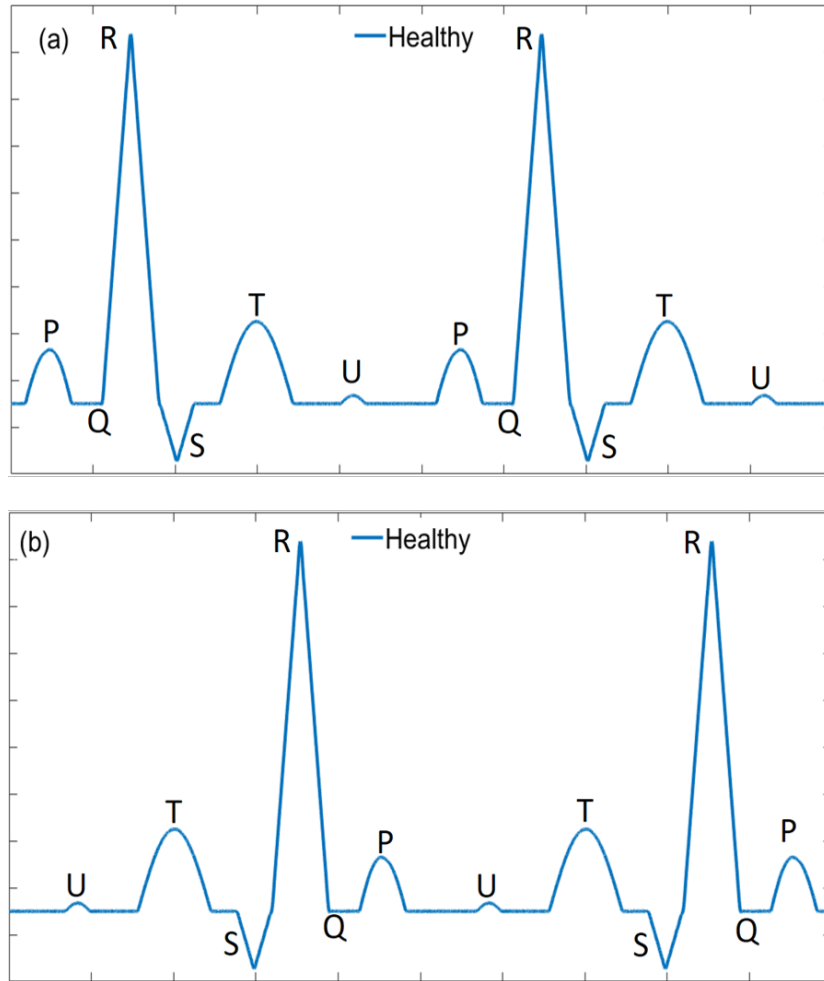 (a) R Healthy R
P T U P T U
Q S Q S
(b) R Healthy R
U T P U T P
S Q S Q